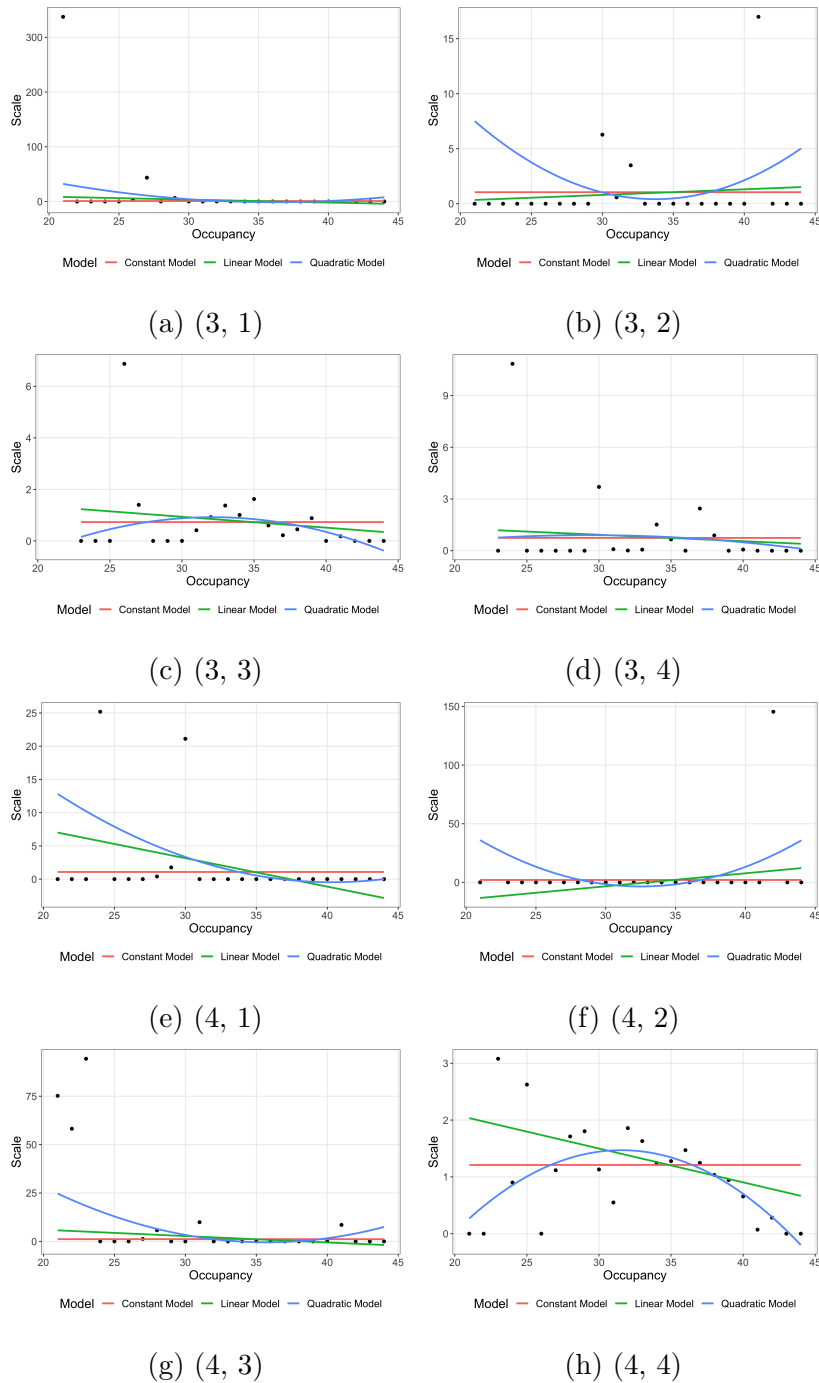 300
200
100
0
Scale
20 25 30 35 40 45
Occupancy
Model Constant Model Linear Model Quadratic Model
(a) (3, 1)
15
10
5
0
Scale
20 25 30 35 40 45
Occupancy
Model Constant Model Linear Model Quadratic Model
(b) (3, 2)
6
4
2
0
Scale
20 25 30 35 40 45
Occupancy
Model Constant Model Linear Model Quadratic Model
(c) (3, 3)
9
6
3
0
Scale
20 25 30 35 40 45
Occupancy
Model Constant Model Linear Model Quadratic Model
(d) (3, 4)
25
20
15
10
5
0
Scale
20 25 30 35 40 45
Occupancy
Model Constant Model Linear Model Quadratic Model
(e) (4, 1)
150
100
50
0
Scale
20 25 30 35 40 45
Occupancy
Model Constant Model Linear Model Quadratic Model
(f) (4, 2)
75
50
25
0
Scale
20 25 30 35 40 45
Occupancy
Model Constant Model Linear Model Quadratic Model
(g) (4, 3)
3
2
1
0
Scale
20 25 30 35 40 45
Occupancy
Model Constant Model Linear Model Quadratic Model
(h) (4, 4)